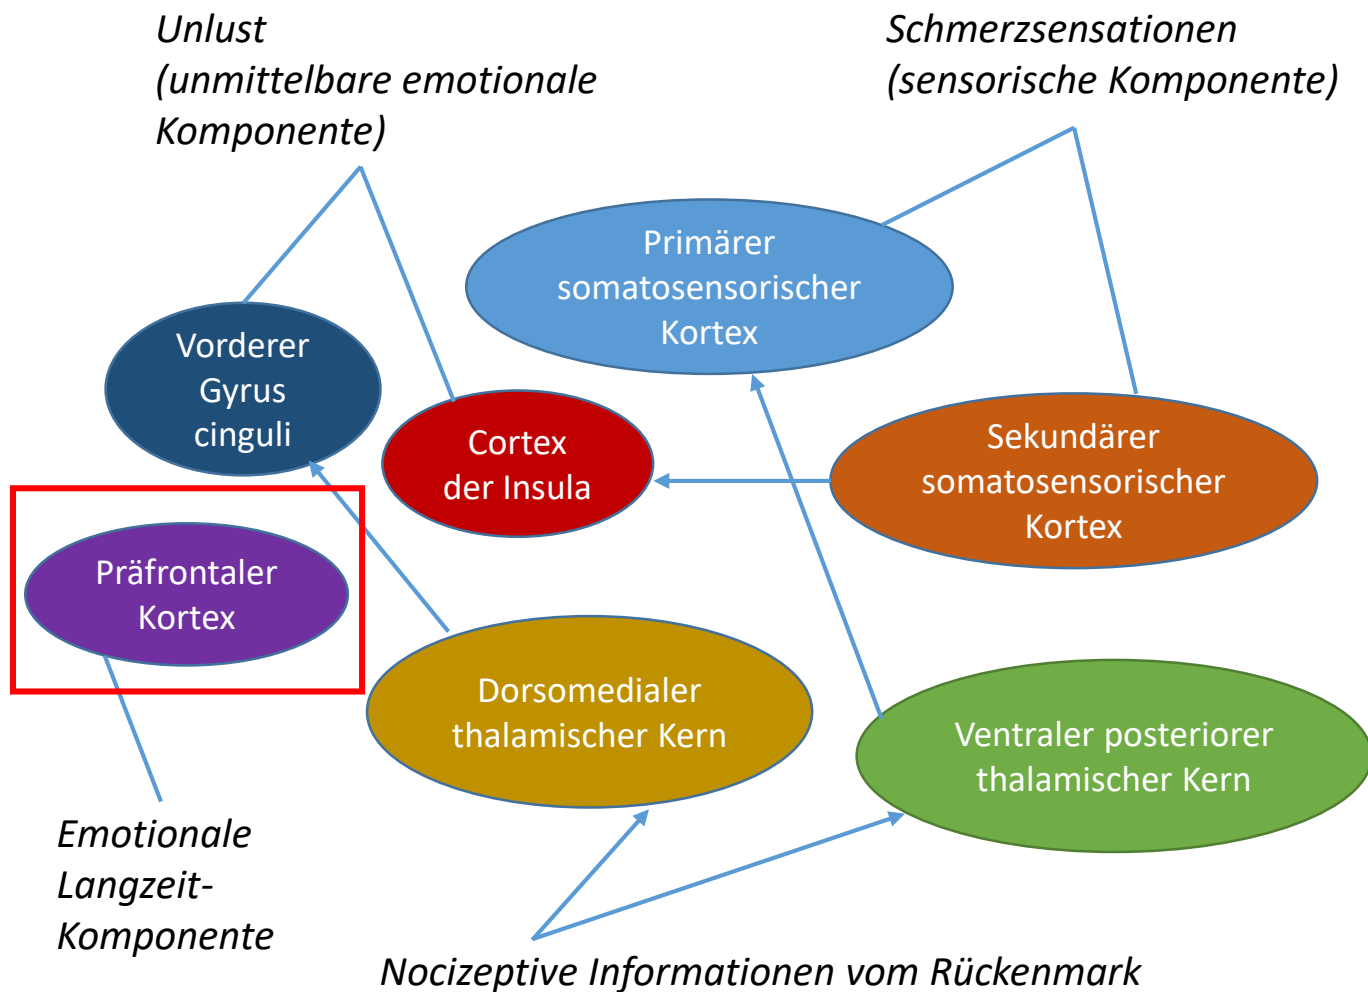 Unlust
(unmittelbare emotionale
Komponente)
Schmerzsensationen
(sensorische Komponente)
Primärer
somatosensorischer
Kortex
Vorderer
Gyrus
cinguli
Cortex
der Insula
Sekundärer
somatosensorischer
Kortex
Präfrontaler
Kortex
Dorsomedialer
thalamischer Kern
Ventraler posteriorer
thalamischer Kern
Emotionale
Langzeit-
Komponente
Nocizeptive Informationen vom Rückenmark